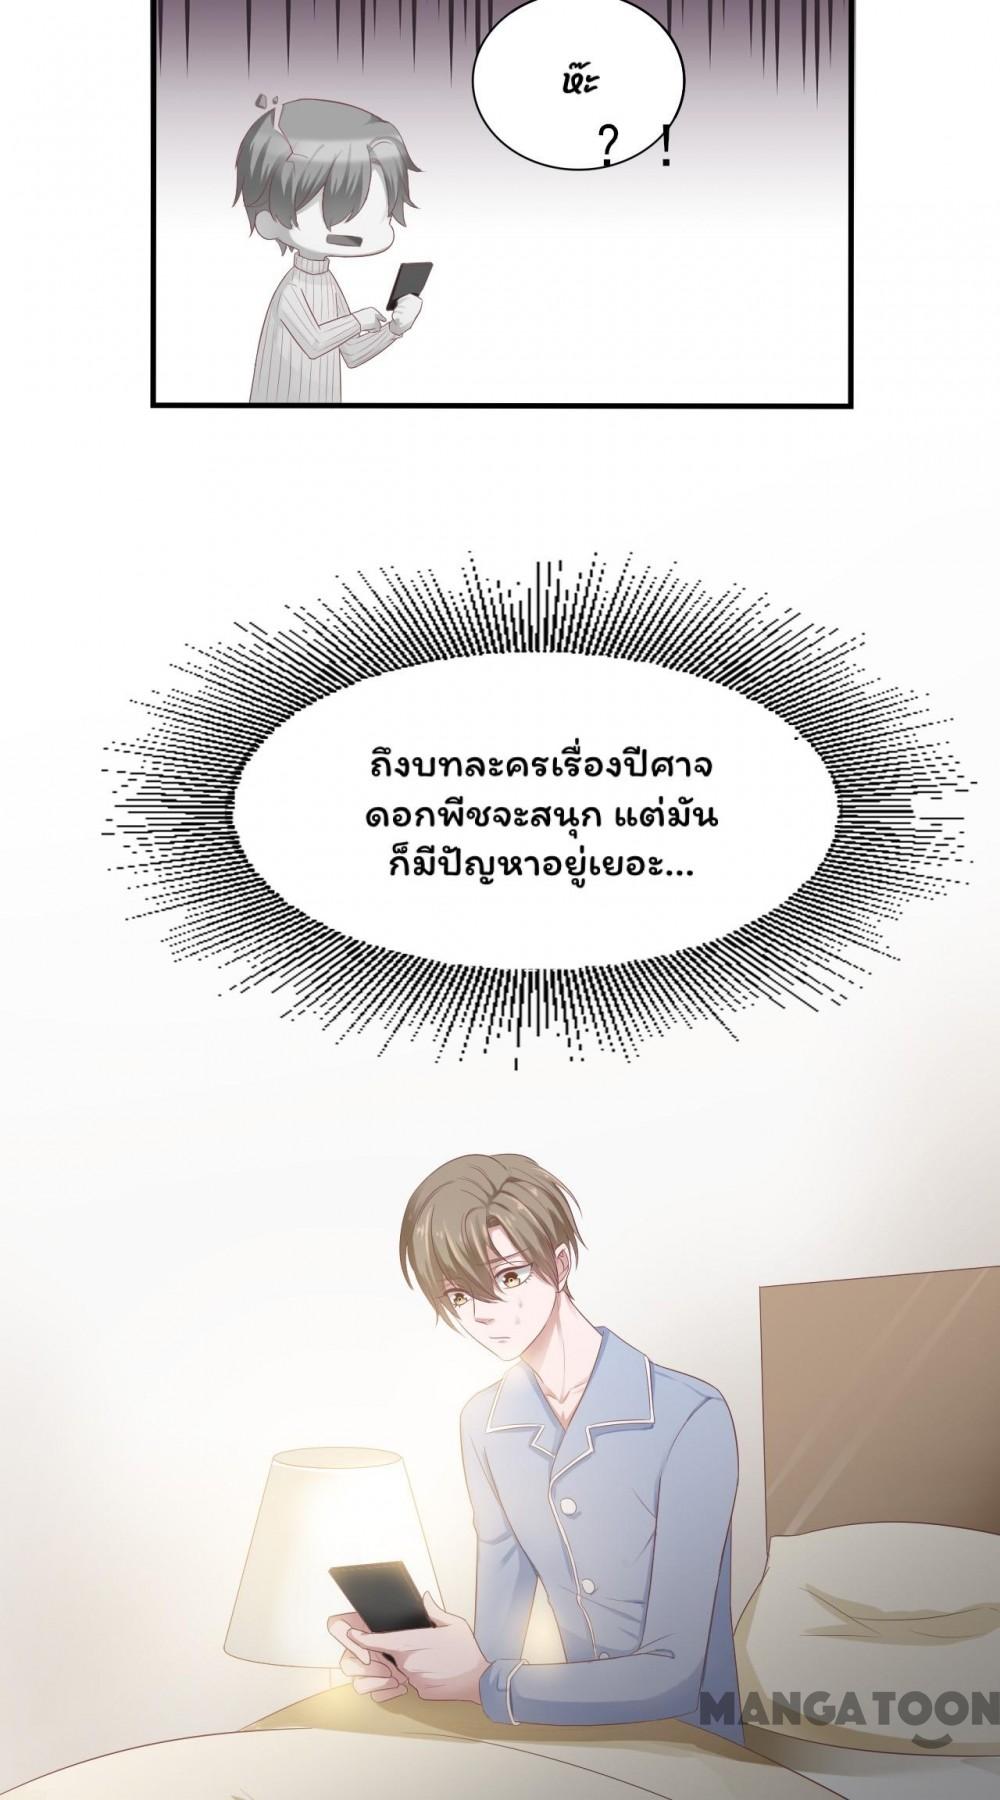 ห๊ะ
? !
ถึงบทละครเรื่องปีศาจ
ดอกพีชจะสนุก แต่มัน
ก็มีปัญหาอยู่เยอะ...
MANGATOON